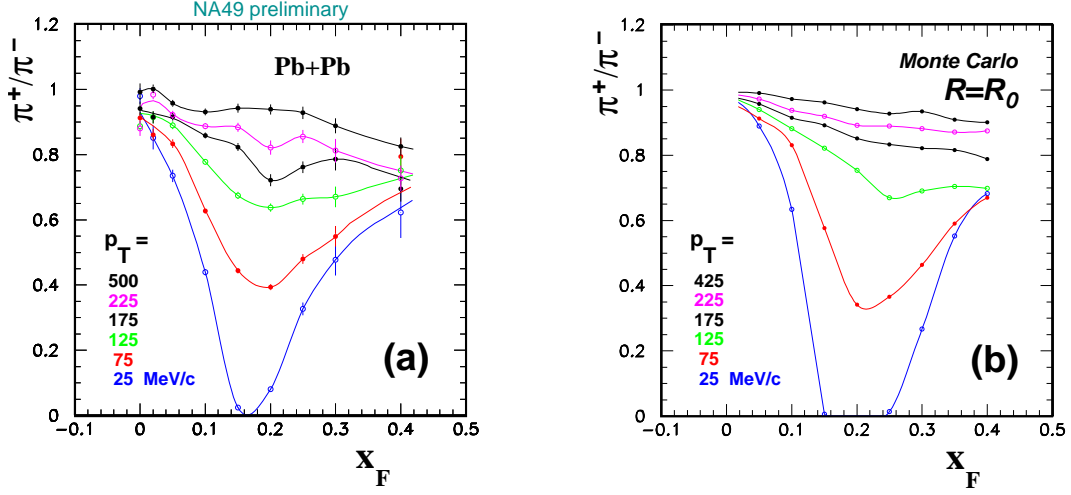 NA49 preliminary
π+/π−
1.2
1
0.8
0.6
0.4
0.2
0
Pb+Pb
pT =
500
225
175
125
75
25 MeV/c
(a)
−0.1 0 0.1 0.2 0.3 0.4 0.5
xF
π+/π−
1.2
1
0.8
0.6
0.4
0.2
0
Monte Carlo
R=R0
pT =
425
225
175
125
75
25 MeV/c
(b)
−0.1 0 0.1 0.2 0.3 0.4 0.5
xF